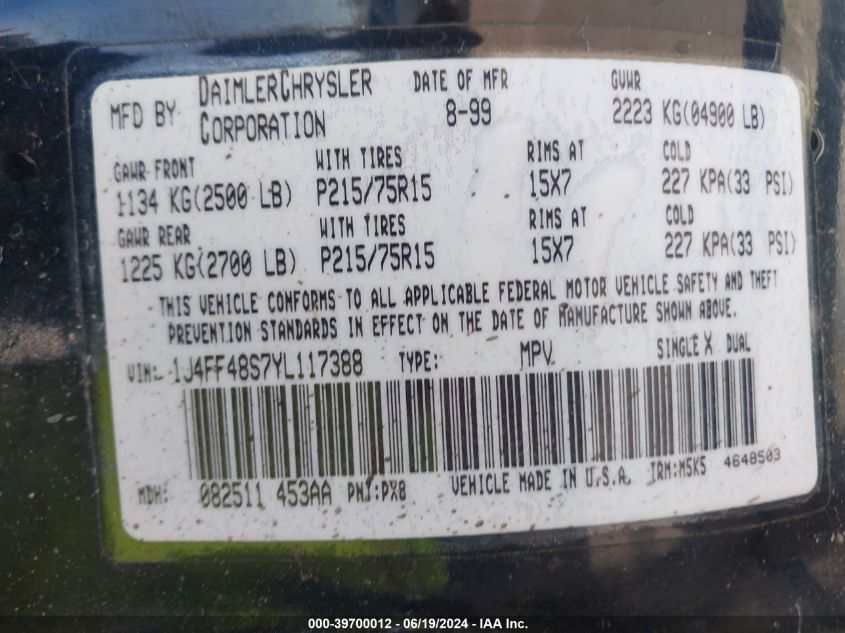 MFD BY DAIMLERCHRYSLER CORPORATION DATE OF MFR 8-99 GVWR 2223 KG(04900 LB)
GAWR FRONT WITH TIRES RIMS AT COLD
1134 KG(2500 LB) P215/75R15 15X7 227 KPA(33 PSI)
GAWR REAR WITH TIRES RIMS AT COLD
1225 KG(2700 LB) P215/75R15 15X7 227 KPA(33 PSI)
THIS VEHICLE CONFORMS TO ALL APPLICABLE FEDERAL MOTOR VEHICLE SAFETY AND THEFT
PREVENTION STANDARDS IN EFFECT ON THE DATE OF MANUFACTURE SHOWN ABOVE.
VIN: 1J4FF48S7YL117388 TYPE: MPV SINGLE X DUAL
MDH: 082511 453AA PNT:PX8 VEHICLE MADE IN U.S.A. TRM:M5K5 4648503
000-39700012 - 06/19/2024 - IAA Inc.